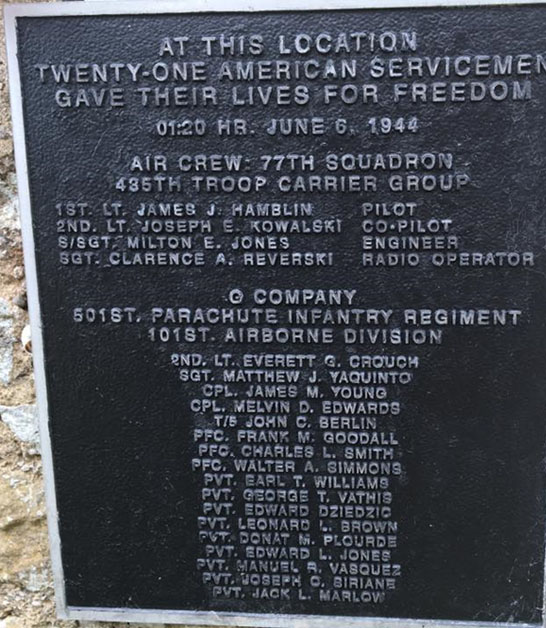 AT THIS LOCATION
TWENTY-ONE AMERICAN SERVICEMEN
GAVE THEIR LIVES FOR FREEDOM
01:20 HR. JUNE 6, 1944
AIR CREW: 77TH SQUADRON
435TH TROOP CARRIER GROUP
1ST. LT. JAMES J. HAMBLIN PILOT
2ND. LT. JOSEPH E. KOWALSKI CO-PILOT
S/SGT. MILTON E. JONES ENGINEER
SGT. CLARENCE A. REVERSKI RADIO OPERATOR
G COMPANY
501ST. PARACHUTE INFANTRY REGIMENT
101ST. AIRBORNE DIVISION
2ND. LT. EVERETT G. CROUCH
SGT. MATTHEW J. YAQUINTO
CPL. JAMES M. YOUNG
CPL. MELVIN D. EDWARDS
T/5 JOHN C. BERLIN
PFC. FRANK M. GOODALL
PFC. CHARLES L. SMITH
PFC. WALTER A. SIMMONS
PVT. EARL T. WILLIAMS
PVT. GEORGE T. VATHIS
PVT. EDWARD DZIEDZIC
PVT. LEONARD L. BROWN
PVT. DONAT M. PLOURDE
PVT. EDWARD L. JONES
PVT. MANUEL R. VASQUEZ
PVT. JOSEPH O. SIRIANE
PVT. JACK L. MARLOW